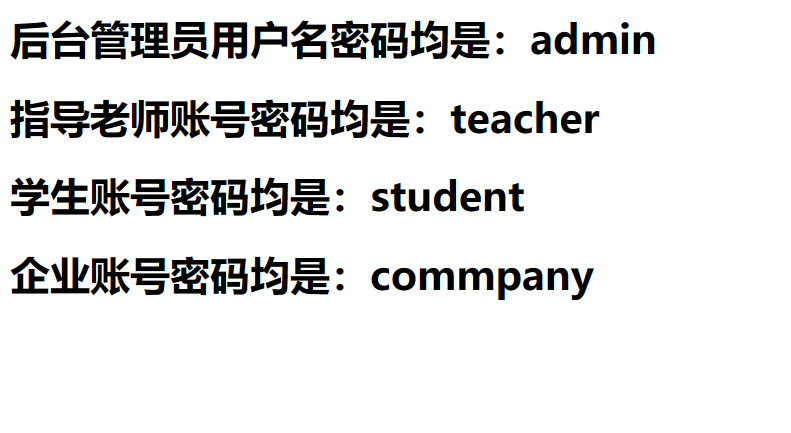 后台管理员用户名密码均是：admin
指导老师账号密码均是：teacher
学生账号密码均是：student
企业账号密码均是：commpany